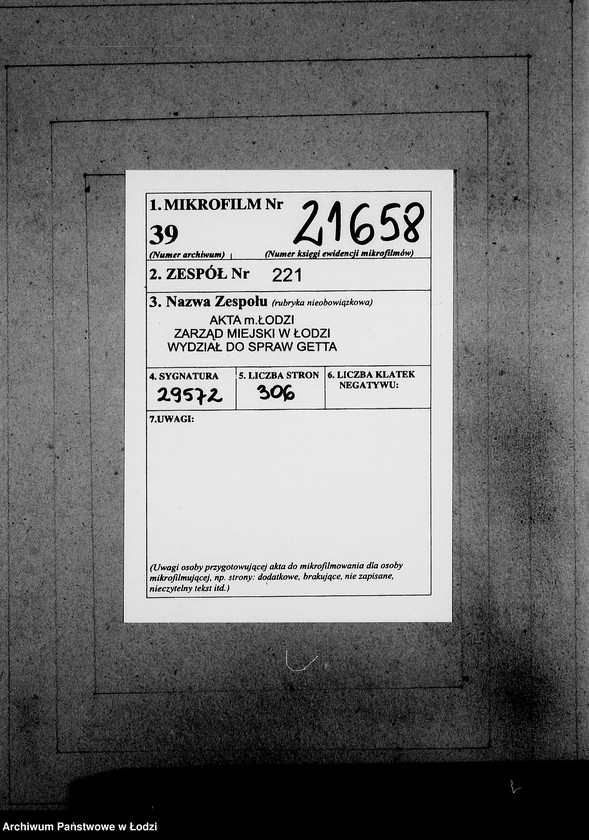 1. MIKROFILM Nr 21658
39
(Numer archiwum) (Numer księgi ewidencji mikrofilmów)
2. ZESPÓŁ Nr 221
3. Nazwa Zespołu (rubryka nieobowiązkowa)
AKTA m.ŁODZI
ZARZĄD MIEJSKI W ŁODZI
WYDZIAŁ DO SPRAW GETTA
4. SYGNATURA
29572
5. LICZBA STRON
306
6. LICZBA KLATEK
NEGATYWU:
7.UWAGI:
(Uwagi osoby przygotowującej akta do mikrofilmowania dla osoby
mikrofilmującej, np. strony: dodatkowe, brakujące, nie zapisane,
nieczytelny tekst itd.)
Archiwum Państwowe w Łodzi